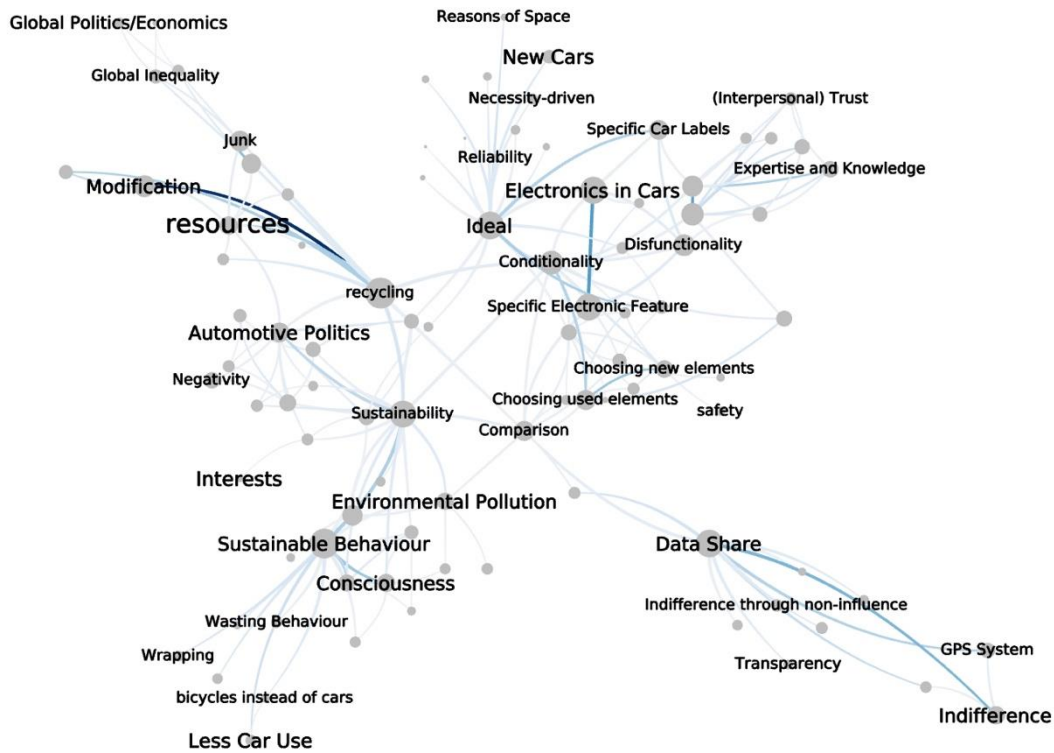 Reasons of Space
Global Politics/Economics
New Cars
Global Inequality
Necessity-driven
(Interpersonal) Trust
Specific Car Labels
Junk
Reliability
Expertise and Knowledge
Modification
Electronics in Cars
resources
Ideal
Disfunctionality
Conditionality
recycling
Specific Electronic Feature
Automotive Politics
Choosing new elements
Negativity
Choosing used elements
safety
Sustainability
Comparison
Interests
Environmental Pollution
Sustainable Behaviour
Data Share
Consciousness
Indifference through non-influence
Wasting Behaviour
GPS System
Wrapping
Transparency
bicycles instead of cars
Indifference
Less Car Use